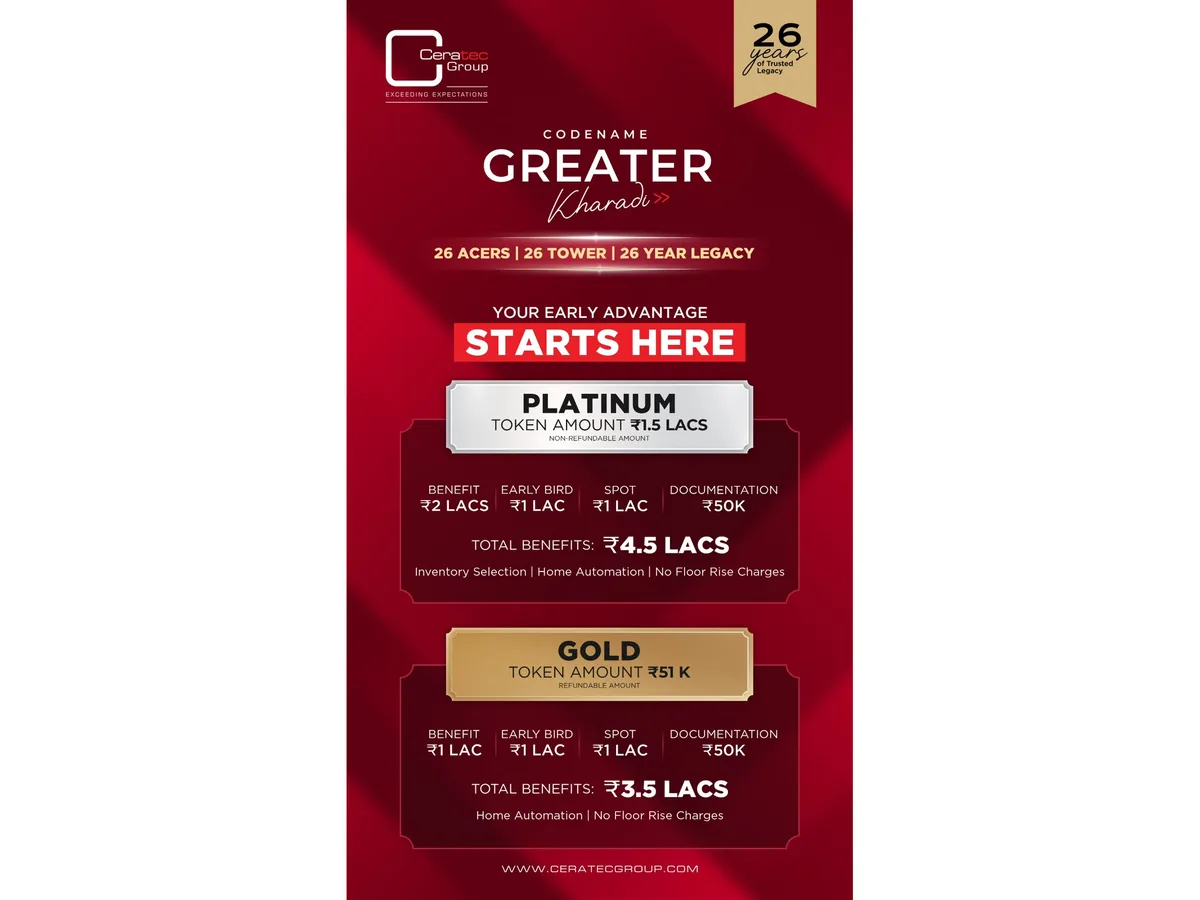 Ceratec
Group
EXCEEDING EXPECTATIONS
26
years
of Trusted
Legacy
CODENAME
GREATER
Kharadi >>
26 ACERS | 26 TOWER | 26 YEAR LEGACY
YOUR EARLY ADVANTAGE
STARTS HERE
PLATINUM
TOKEN AMOUNT ₹1.5 LACS
NON-REFUNDABLE AMOUNT
BENEFIT EARLY BIRD SPOT DOCUMENTATION
₹2 LACS ₹1 LAC ₹1 LAC ₹50K
TOTAL BENEFITS: ₹4.5 LACS
Inventory Selection | Home Automation | No Floor Rise Charges
GOLD
TOKEN AMOUNT ₹51 K
REFUNDABLE AMOUNT
BENEFIT EARLY BIRD SPOT DOCUMENTATION
₹1 LAC ₹1 LAC ₹1 LAC ₹50K
TOTAL BENEFITS: ₹3.5 LACS
Home Automation | No Floor Rise Charges
WWW.CERATECGROUP.COM